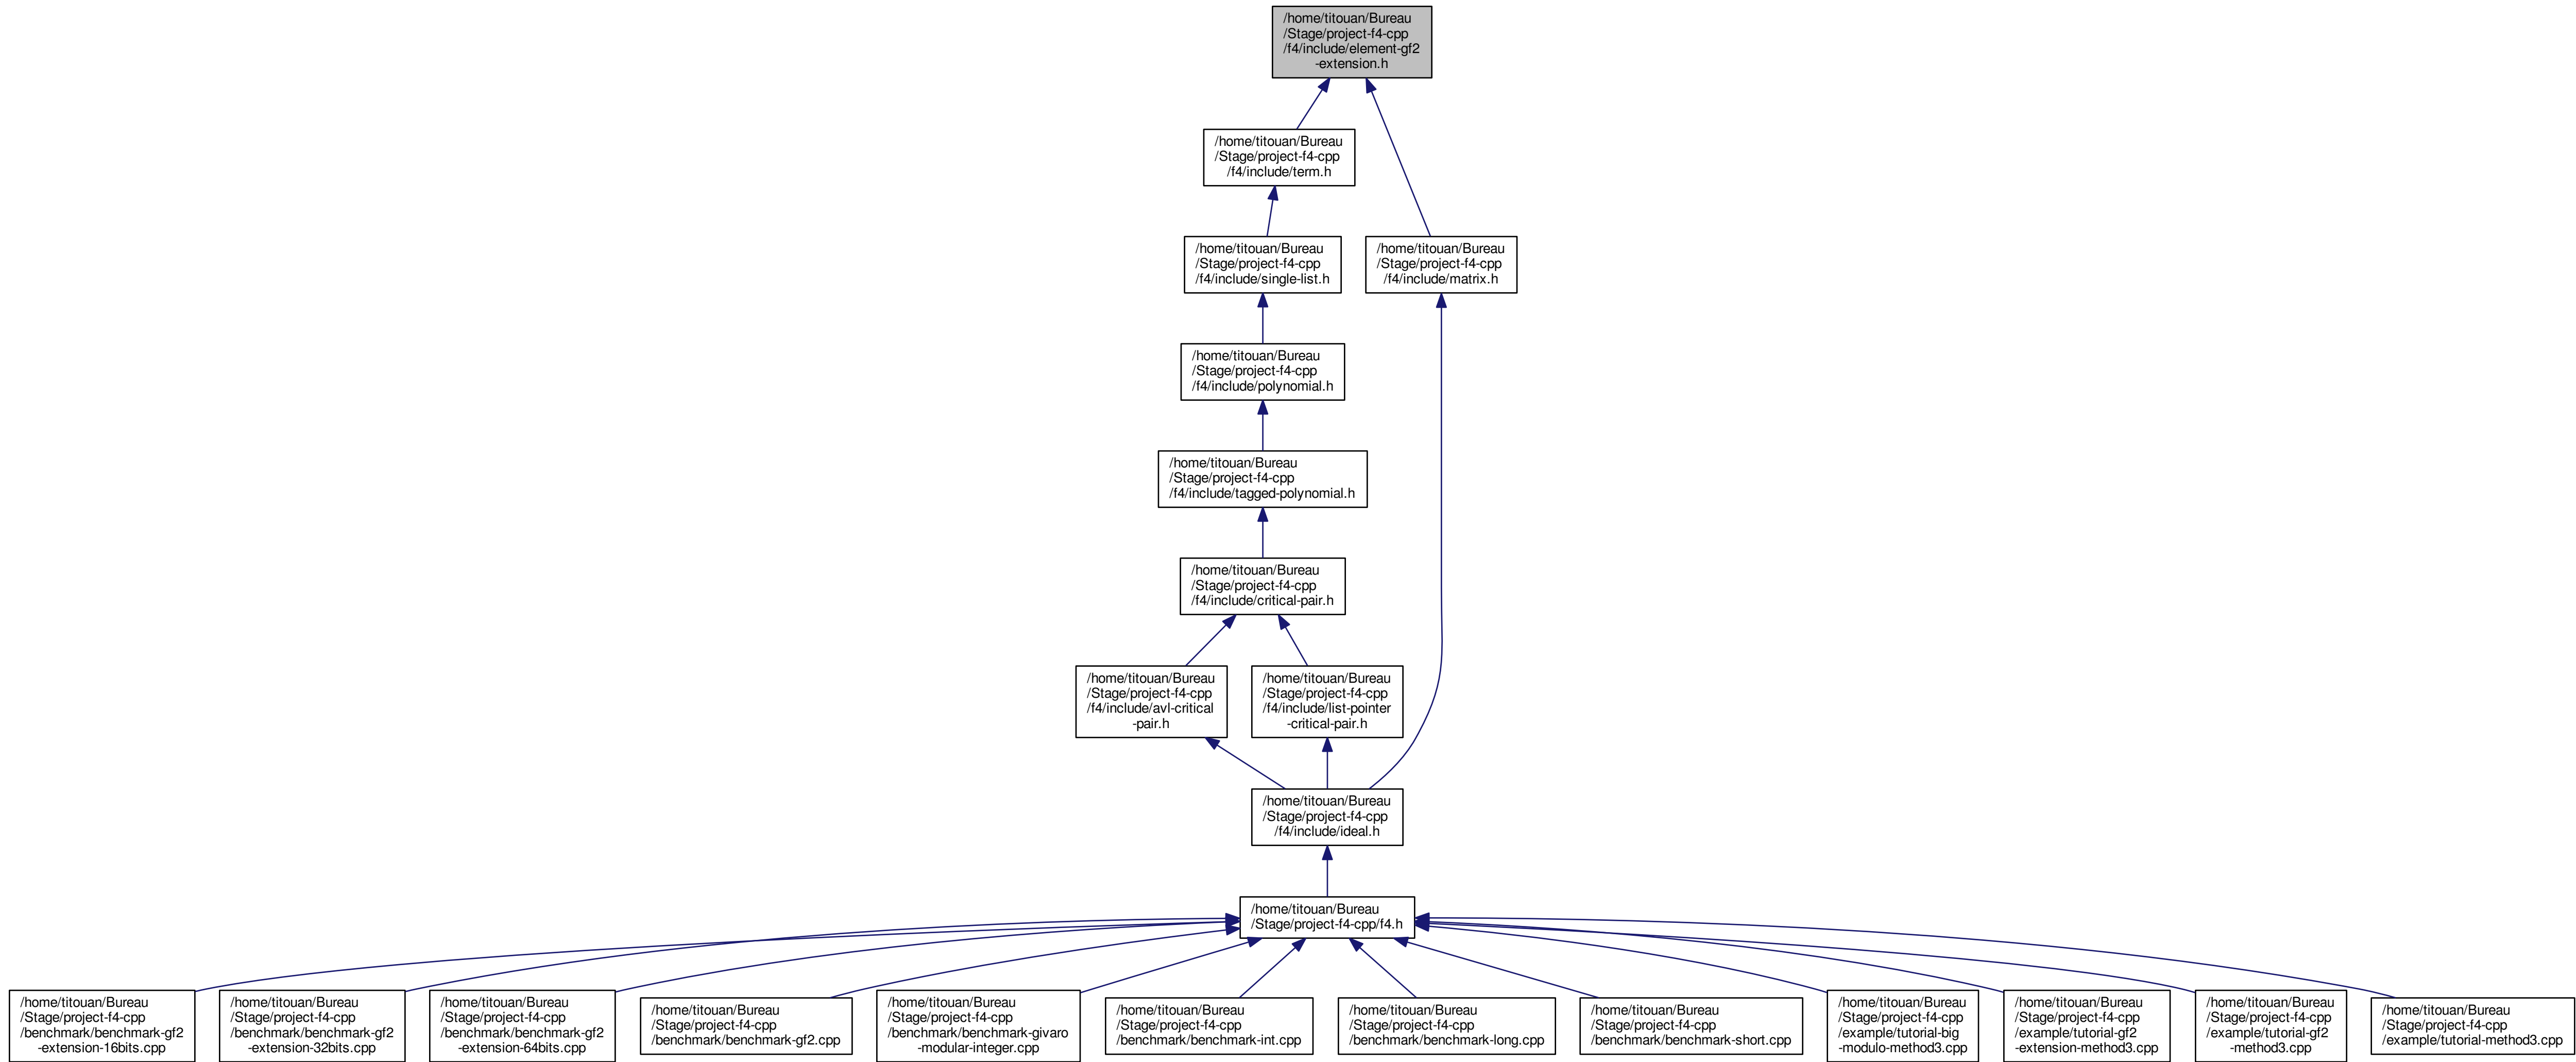 /home/titouan/Bureau
/Stage/project-f4-cpp
/f4/include/element-gf2
-extension.h
/home/titouan/Bureau
/Stage/project-f4-cpp
/f4/include/term.h
/home/titouan/Bureau
/Stage/project-f4-cpp
/f4/include/single-list.h
/home/titouan/Bureau
/Stage/project-f4-cpp
/f4/include/matrix.h
/home/titouan/Bureau
/Stage/project-f4-cpp
/f4/include/polynomial.h
/home/titouan/Bureau
/Stage/project-f4-cpp
/f4/include/tagged-polynomial.h
/home/titouan/Bureau
/Stage/project-f4-cpp
/f4/include/critical-pair.h
/home/titouan/Bureau
/Stage/project-f4-cpp
/f4/include/avl-critical
-pair.h
/home/titouan/Bureau
/Stage/project-f4-cpp
/f4/include/list-pointer
-critical-pair.h
/home/titouan/Bureau
/Stage/project-f4-cpp
/f4/include/ideal.h
/home/titouan/Bureau
/Stage/project-f4-cpp/f4.h
/home/titouan/Bureau
/Stage/project-f4-cpp
/benchmark/benchmark-gf2
-extension-16bits.cpp
/home/titouan/Bureau
/Stage/project-f4-cpp
/benchmark/benchmark-gf2
-extension-32bits.cpp
/home/titouan/Bureau
/Stage/project-f4-cpp
/benchmark/benchmark-gf2
-extension-64bits.cpp
/home/titouan/Bureau
/Stage/project-f4-cpp
/benchmark/benchmark-gf2.cpp
/home/titouan/Bureau
/Stage/project-f4-cpp
/benchmark/benchmark-givaro
-modular-integer.cpp
/home/titouan/Bureau
/Stage/project-f4-cpp
/benchmark/benchmark-int.cpp
/home/titouan/Bureau
/Stage/project-f4-cpp
/benchmark/benchmark-long.cpp
/home/titouan/Bureau
/Stage/project-f4-cpp
/benchmark/benchmark-short.cpp
/home/titouan/Bureau
/Stage/project-f4-cpp
/example/tutorial-big
-modulo-method3.cpp
/home/titouan/Bureau
/Stage/project-f4-cpp
/example/tutorial-gf2
-extension-method3.cpp
/home/titouan/Bureau
/Stage/project-f4-cpp
/example/tutorial-gf2
-method3.cpp
/home/titouan/Bureau
/Stage/project-f4-cpp
/example/tutorial-method3.cpp